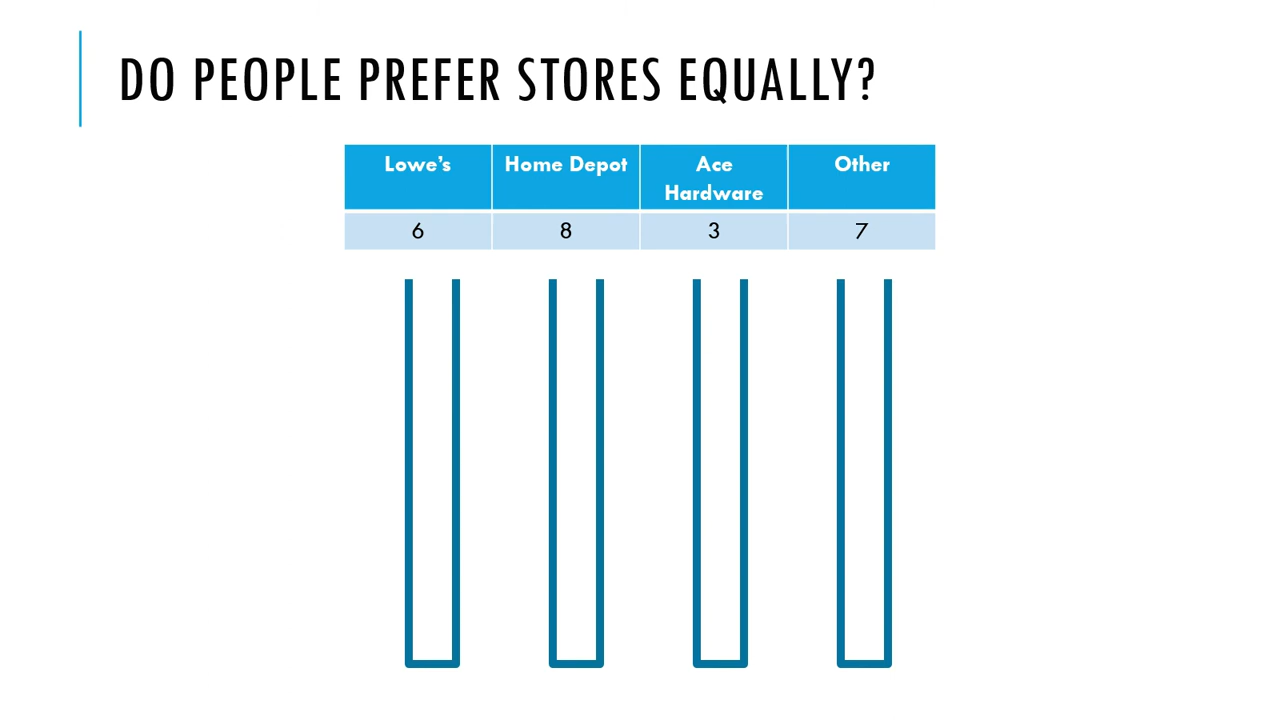 DO PEOPLE PREFER STORES EQUALLY?
Lowe's Home Depot Ace Other
Hardware
6 8 3 7